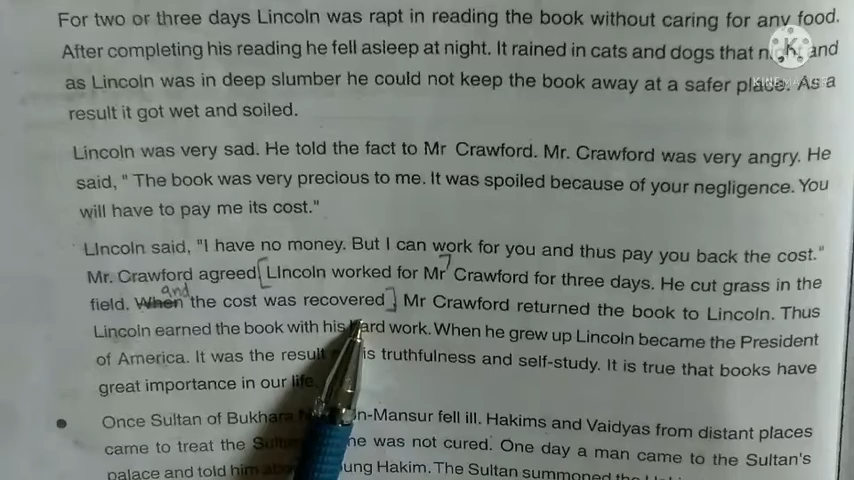 For two or three days Lincoln was rapt in reading the book without caring for any food.
After completing his reading he fell asleep at night. It rained in cats and dogs that night and
as Lincoln was in deep slumber he could not keep the book away at a safer place. As a
result it got wet and soiled.
Lincoln was very sad. He told the fact to Mr Crawford. Mr. Crawford was very angry. He
said, " The book was very precious to me. It was spoiled because of your negligence. You
will have to pay me its cost."
LIncoln said, "I have no money. But I can work for you and thus pay you back the cost."
Mr. Crawford agreed [LIncoln worked for Mr Crawford for three days. He cut grass in the
and
field. When the cost was recovered]. Mr Crawford returned the book to Lincoln. Thus
Lincoln earned the book with his hard work. When he grew up Lincoln became the President
of America. It was the result is truthfulness and self-study. It is true that books have
great importance in our life.
• Once Sultan of Bukhara n-Mansur fell ill. Hakims and Vaidyas from distant places
came to treat the Sultan he was not cured. One day a man came to the Sultan's
palace and told him ung Hakim. The Sultan summoned the
K